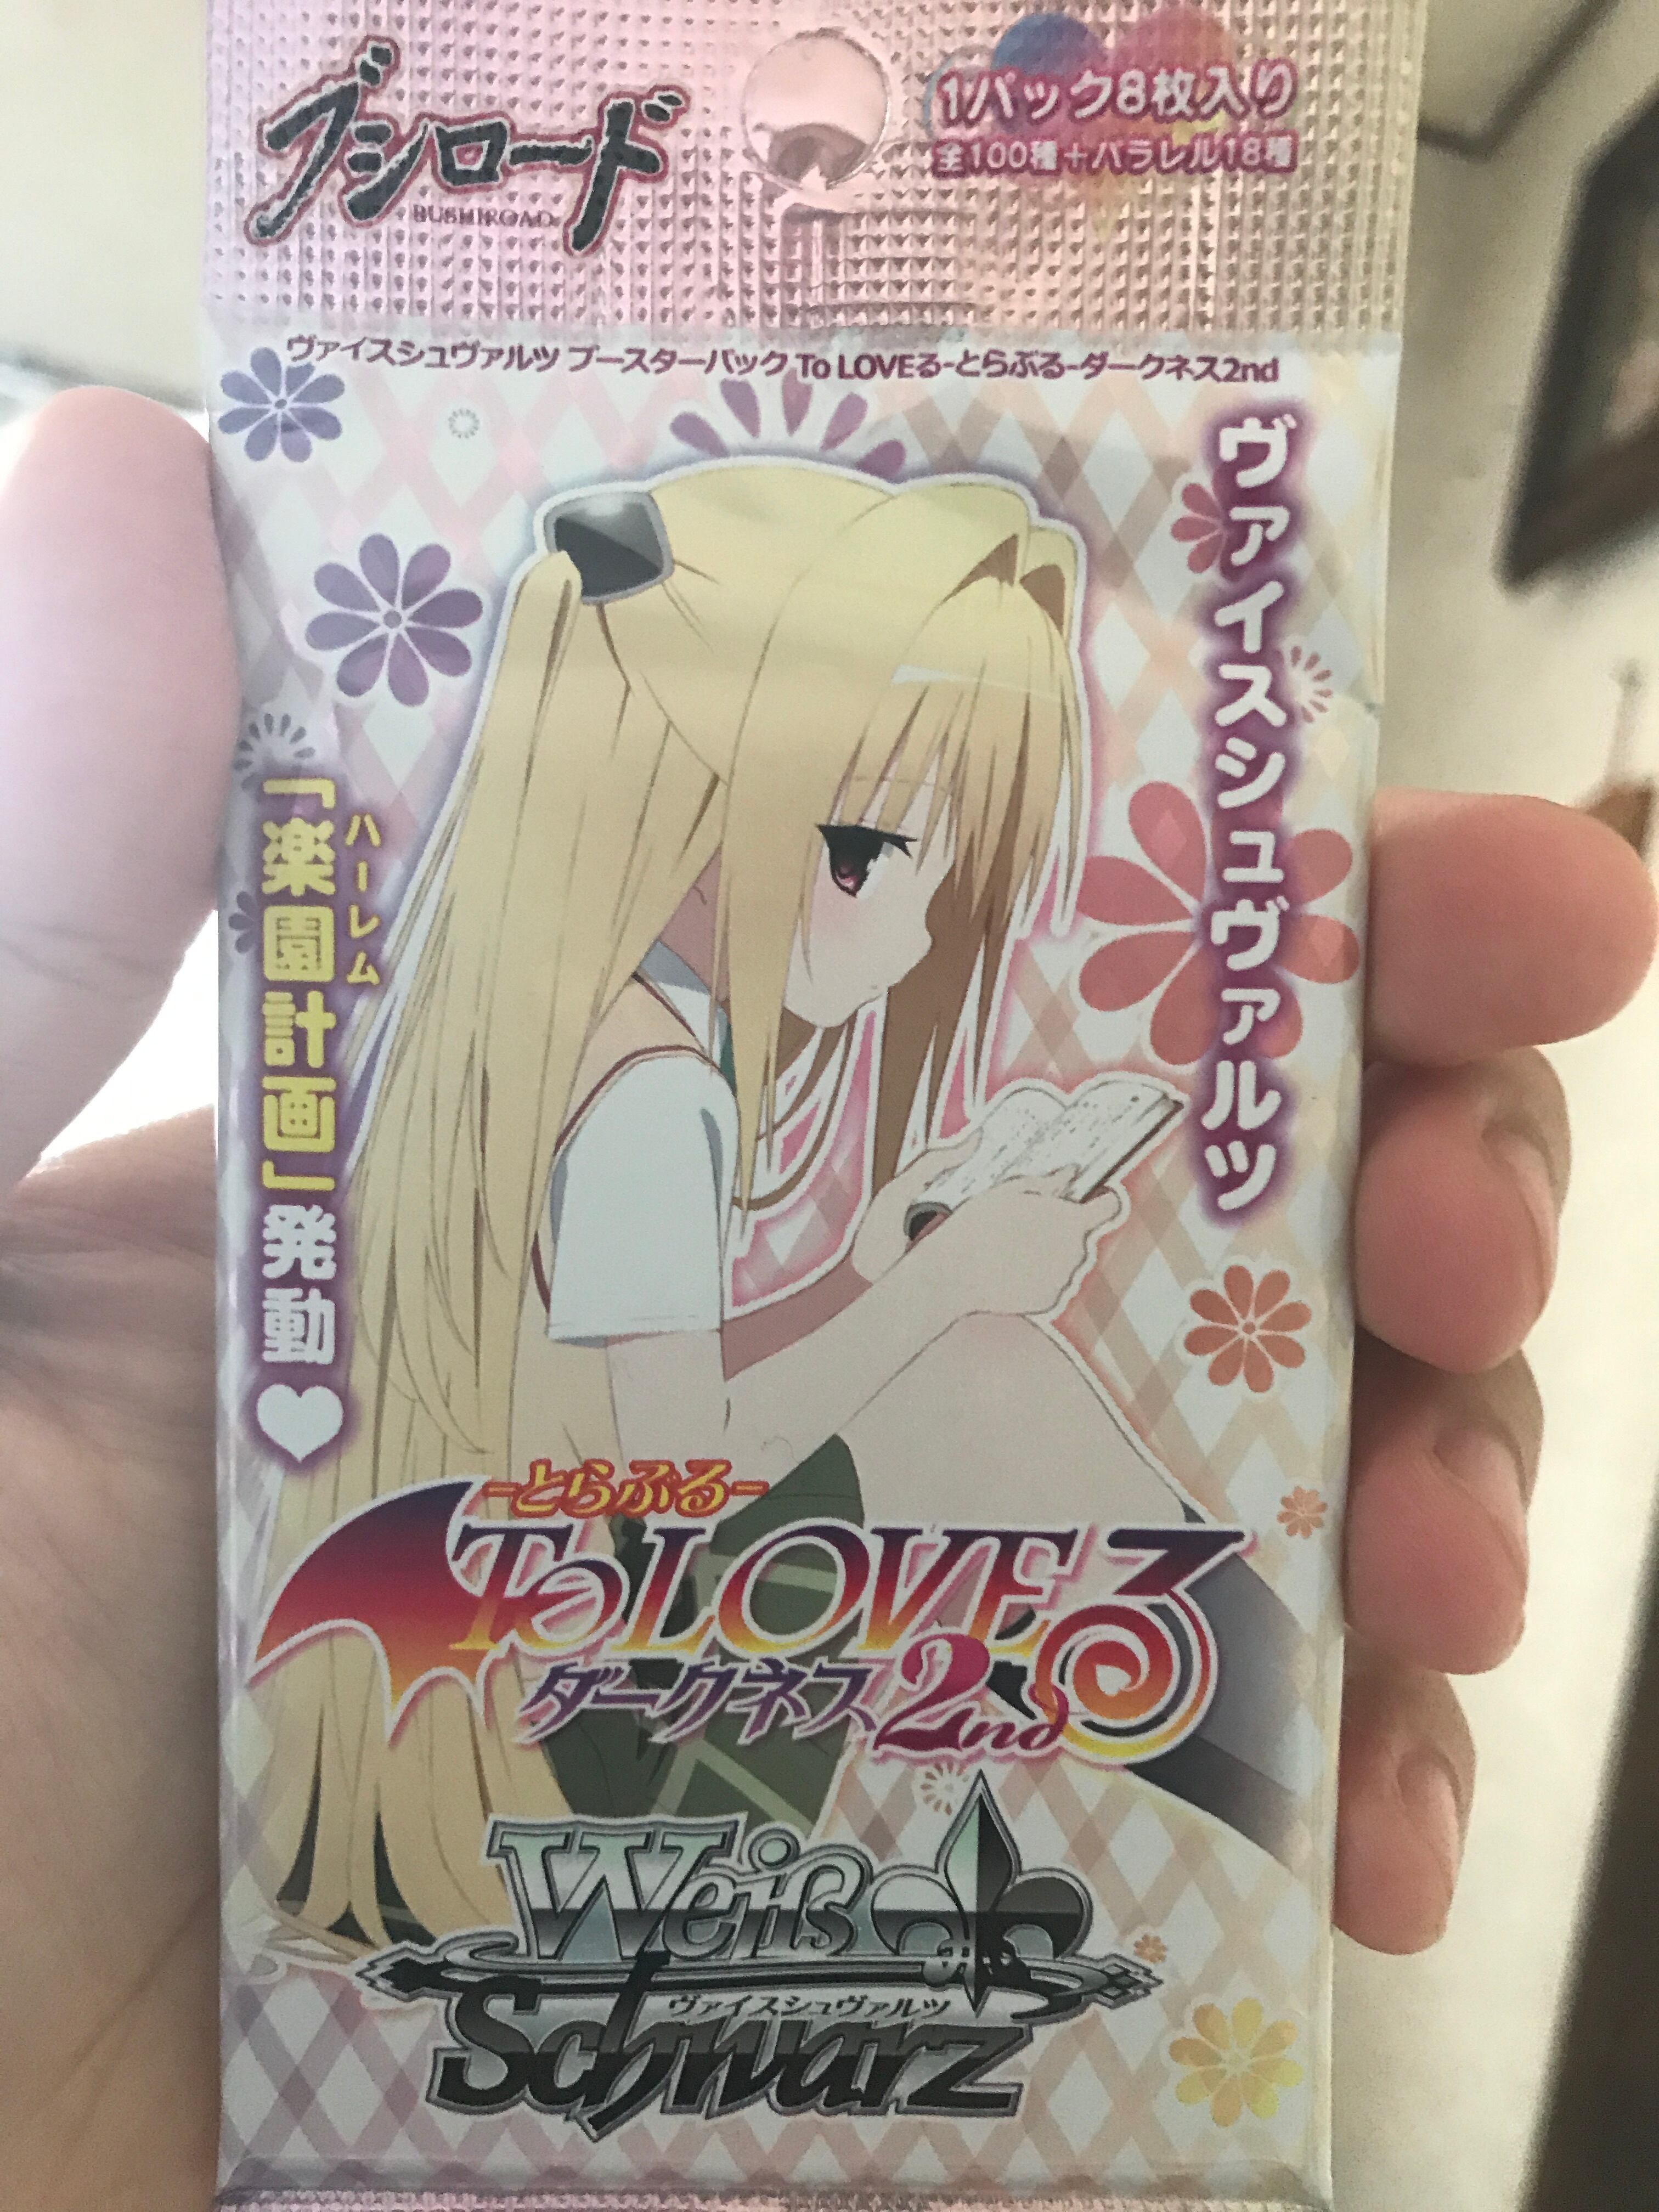 ブシロード
BUSHIROAD
1パック8枚入り
全100種+パラレル18種
ヴァイスシュヴァルツ ブースターパック To LOVEる-とらぶる-ダークネス2nd
ヴァイスシュヴァルツ
ハーレム
「楽園計画」発動♥
-とらぶる-
To LOVEる
ダークネス2nd
Weiß
ヴァイスシュヴァルツ
Schwarz